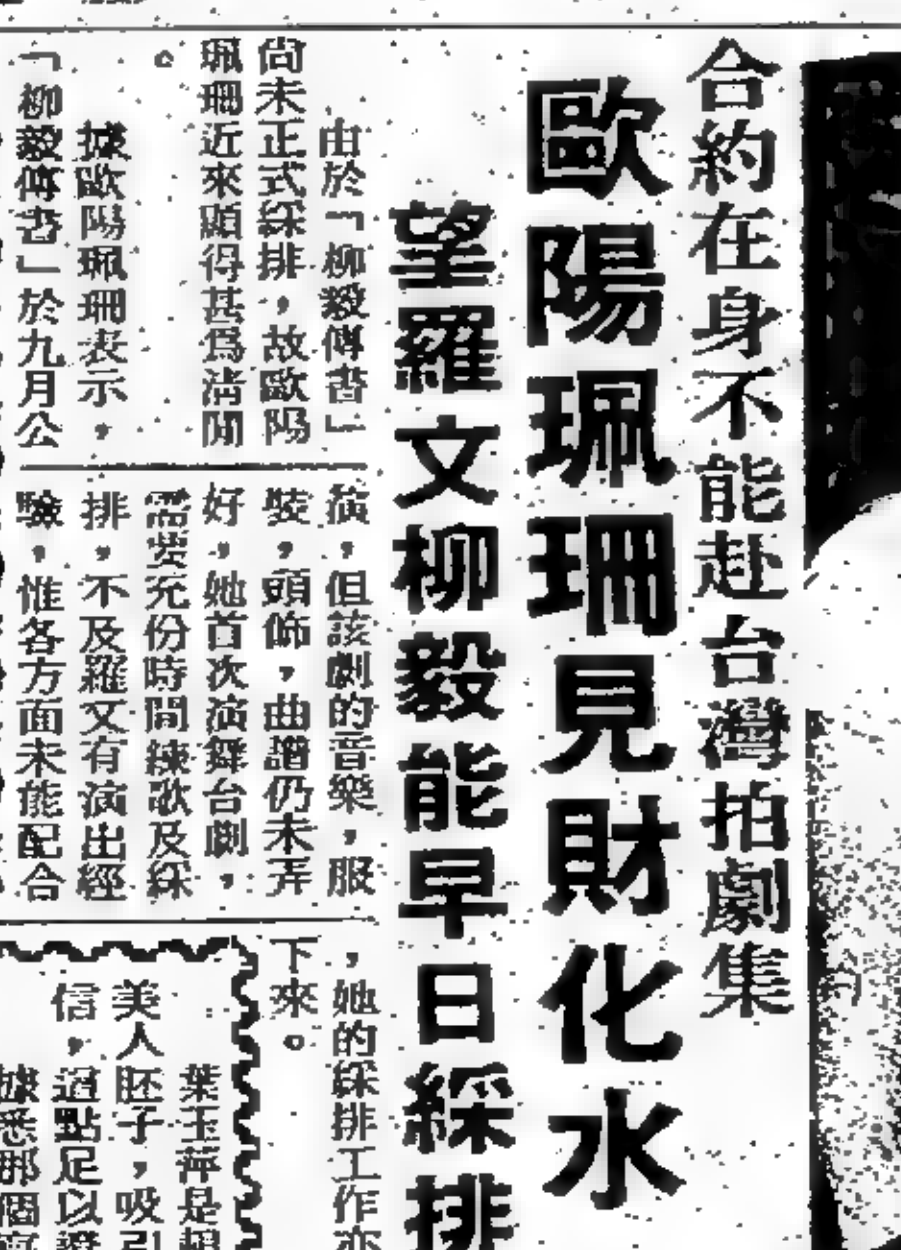 合約在身不能赴台灣拍劇集
歐陽珮珊見財化水
望羅文柳毅能早日綵排
由於「柳毅傳書」
尚未正式綵排，故歐陽
珮珊近來顯得甚爲清閒
。
據歐陽珮珊表示，
「柳毅傳書」於九月公
演，但該劇的音樂，服
裝，頭飾，曲譜仍未弄
好，她首次演舞台劇，
需要充份時間練歌及綵
排，不及羅文有演出經
驗，惟各方面未能配合
，她的綵排工作亦
下來。
葉玉萍是
美人胚子，吸引
信，這點足以
據悉那個